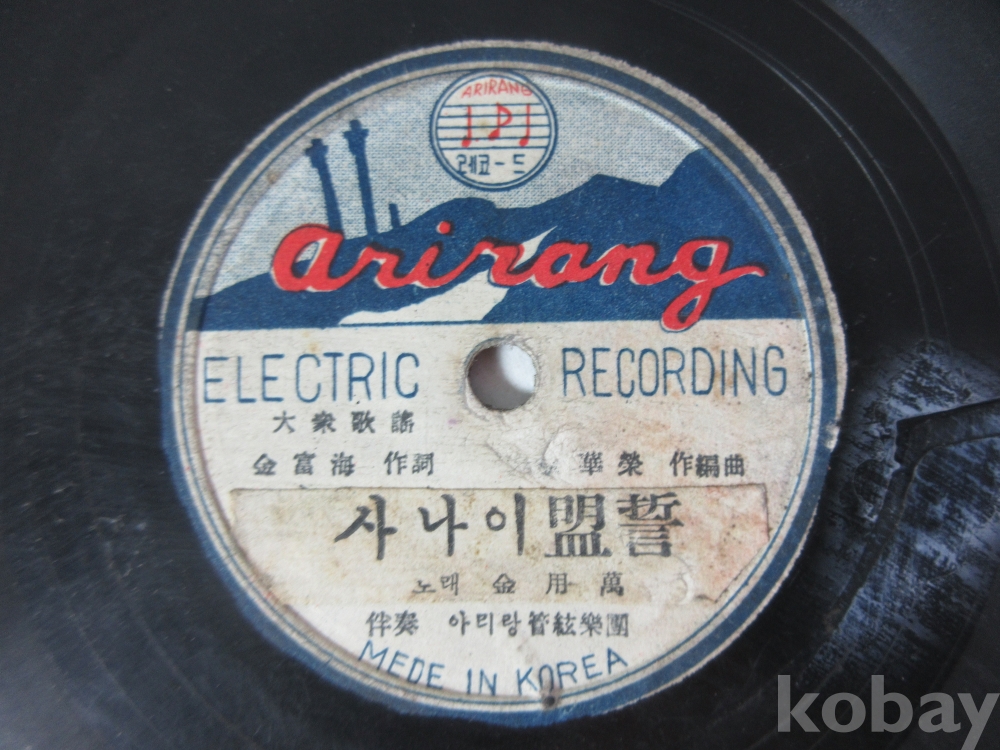 ARIRANG
레코-드
arirang
ELECTRIC RECORDING
大衆歌謠
金富海 作詞 華榮 作編曲
사나이盟誓
노래 金用萬
伴奏 아리랑管絃樂團
MEDE IN KOREA
kobay